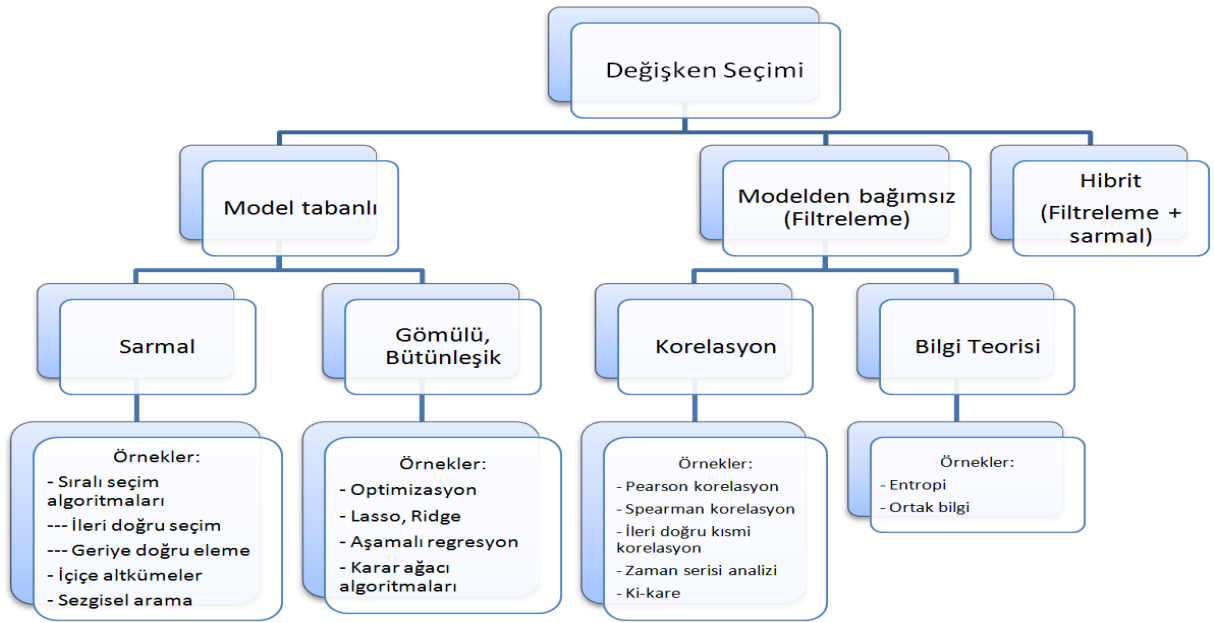 Değişken Seçimi
Model tabanlı
Modelden bağımsız
(Filtreleme)
Hibrit
(Filtreleme +
sarmal)
Sarmal
Gömülü,
Bütünleşik
Korelasyon
Bilgi Teorisi
Örnekler:
- Sıralı seçim
algoritmaları
--- İleri doğru seçim
--- Geriye doğru eleme
- İçiçe altkümeler
- Sezgisel arama
Örnekler:
- Optimizasyon
- Lasso, Ridge
- Aşamalı regresyon
- Karar ağacı
algoritmaları
Örnekler:
- Pearson korelasyon
- Spearman korelasyon
- İleri doğru kısmi
korelasyon
- Zaman serisi analizi
- Ki-kare
Örnekler:
- Entropi
- Ortak bilgi